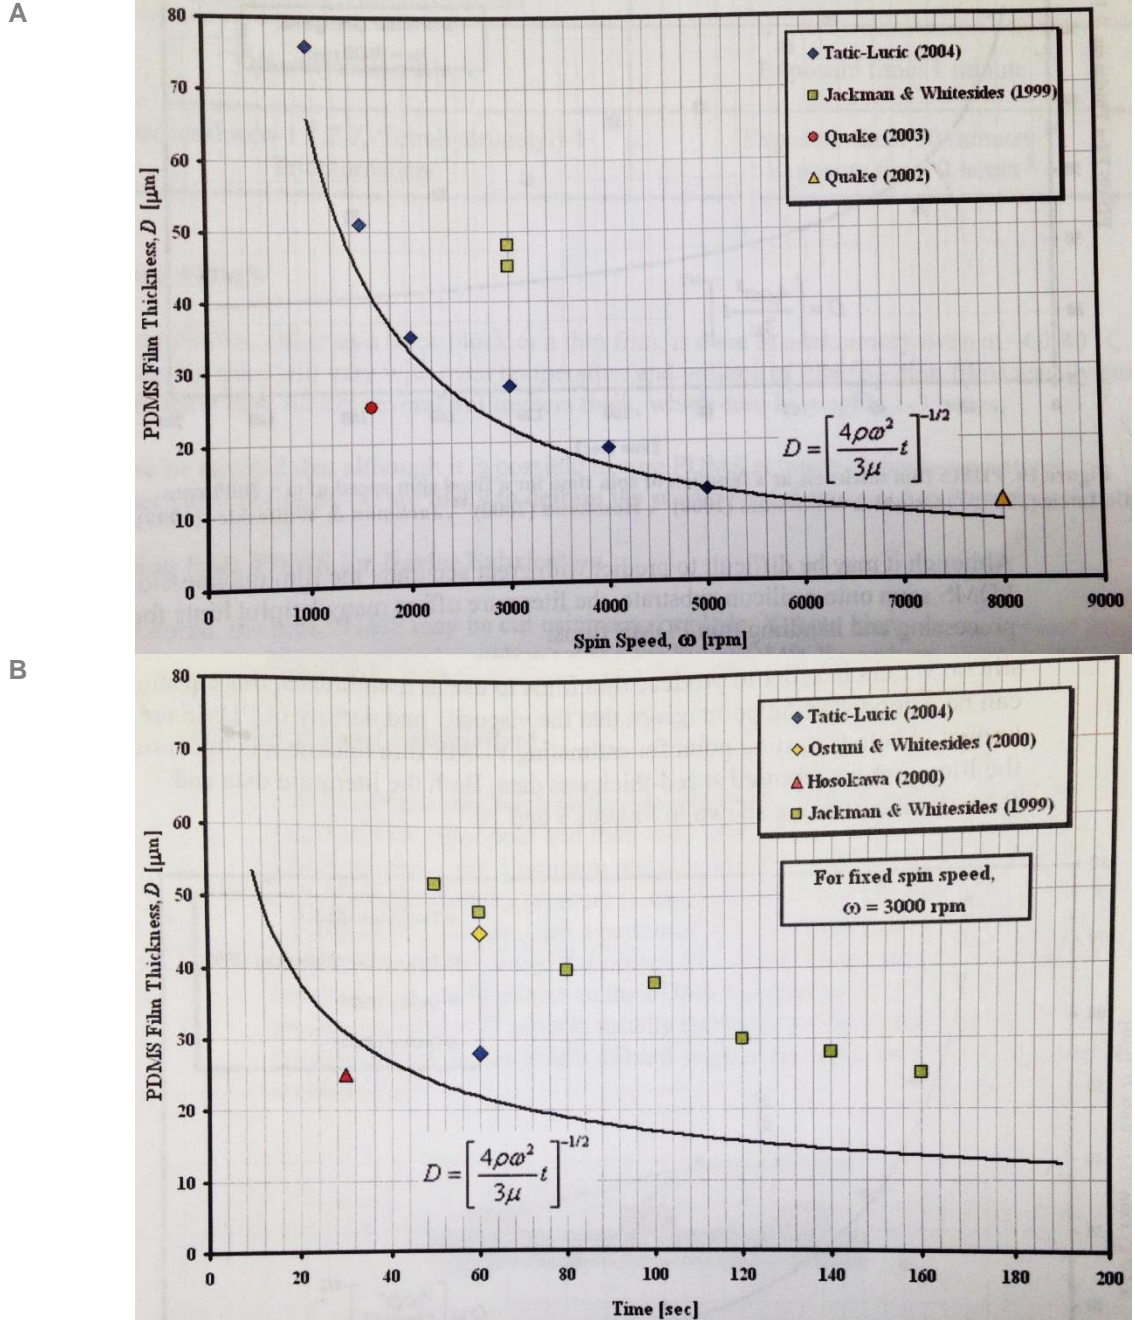 A
80
70
60
50
40
30
20
10
0
PDMS Film Thickness, D [μm]
Tatic-Lucic (2004)
Jackman & Whitesides (1999)
Quake (2003)
Quake (2002)
D = [4ρω²/3μ t]^-1/2
1000 2000 3000 4000 5000 6000 7000 8000 9000
Spin Speed, ω [rpm]
B
80
70
60
50
40
30
20
10
0
PDMS Film Thickness, D [μm]
Tatic-Lucic (2004)
Ostuni & Whitesides (2000)
Hosokawa (2000)
Jackman & Whitesides (1999)
For fixed spin speed,
ω = 3000 rpm
D = [4ρω²/3μ t]^-1/2
0 20 40 60 80 100 120 140 160 180 200
Time [sec]